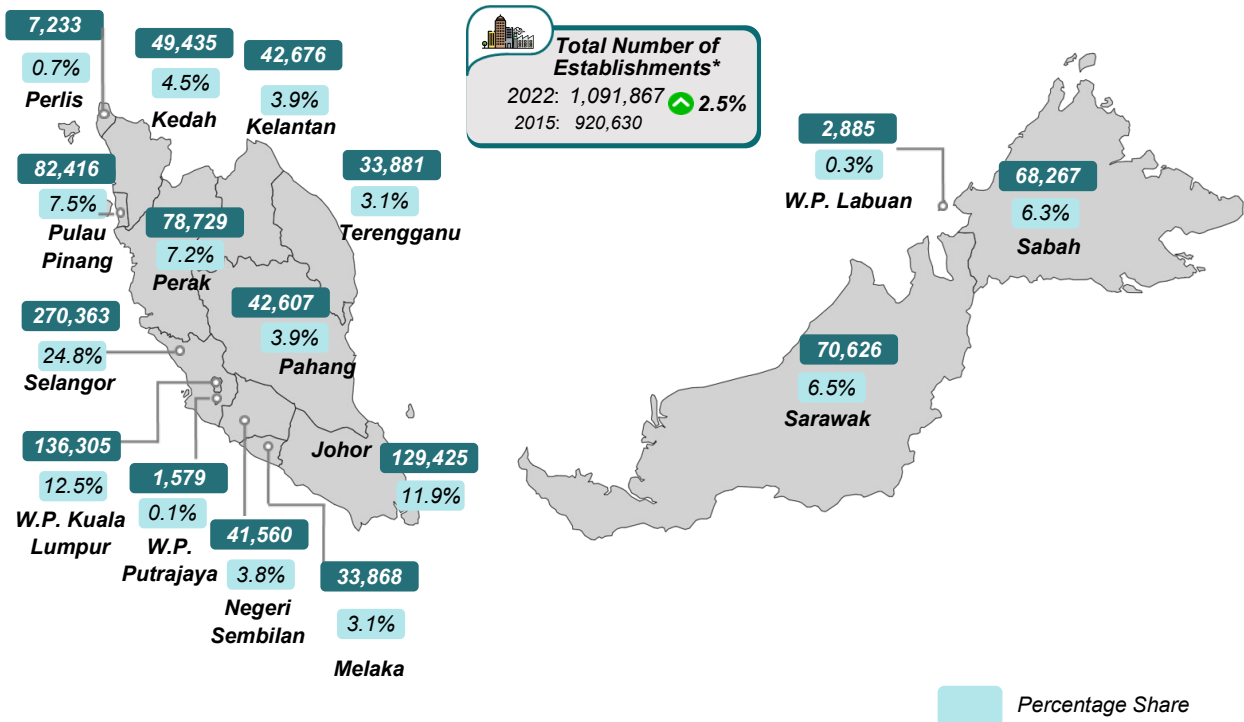 7,233
0.7%
Perlis
49,435
4.5%
Kedah
42,676
3.9%
Kelantan
Total Number of
Establishments*
2022: 1,091,867 2.5%
2015: 920,630
2,885
0.3%
W.P. Labuan
68,267
6.3%
Sabah
82,416
7.5%
Pulau
Pinang
78,729
7.2%
Perak
33,881
3.1%
Terengganu
270,363
24.8%
Selangor
42,607
3.9%
Pahang
70,626
6.5%
Sarawak
136,305
12.5%
W.P. Kuala
Lumpur
1,579
0.1%
W.P.
Putrajaya
41,560
3.8%
Negeri
Sembilan
33,868
3.1%
Melaka
Johor
129,425
11.9%
Percentage Share